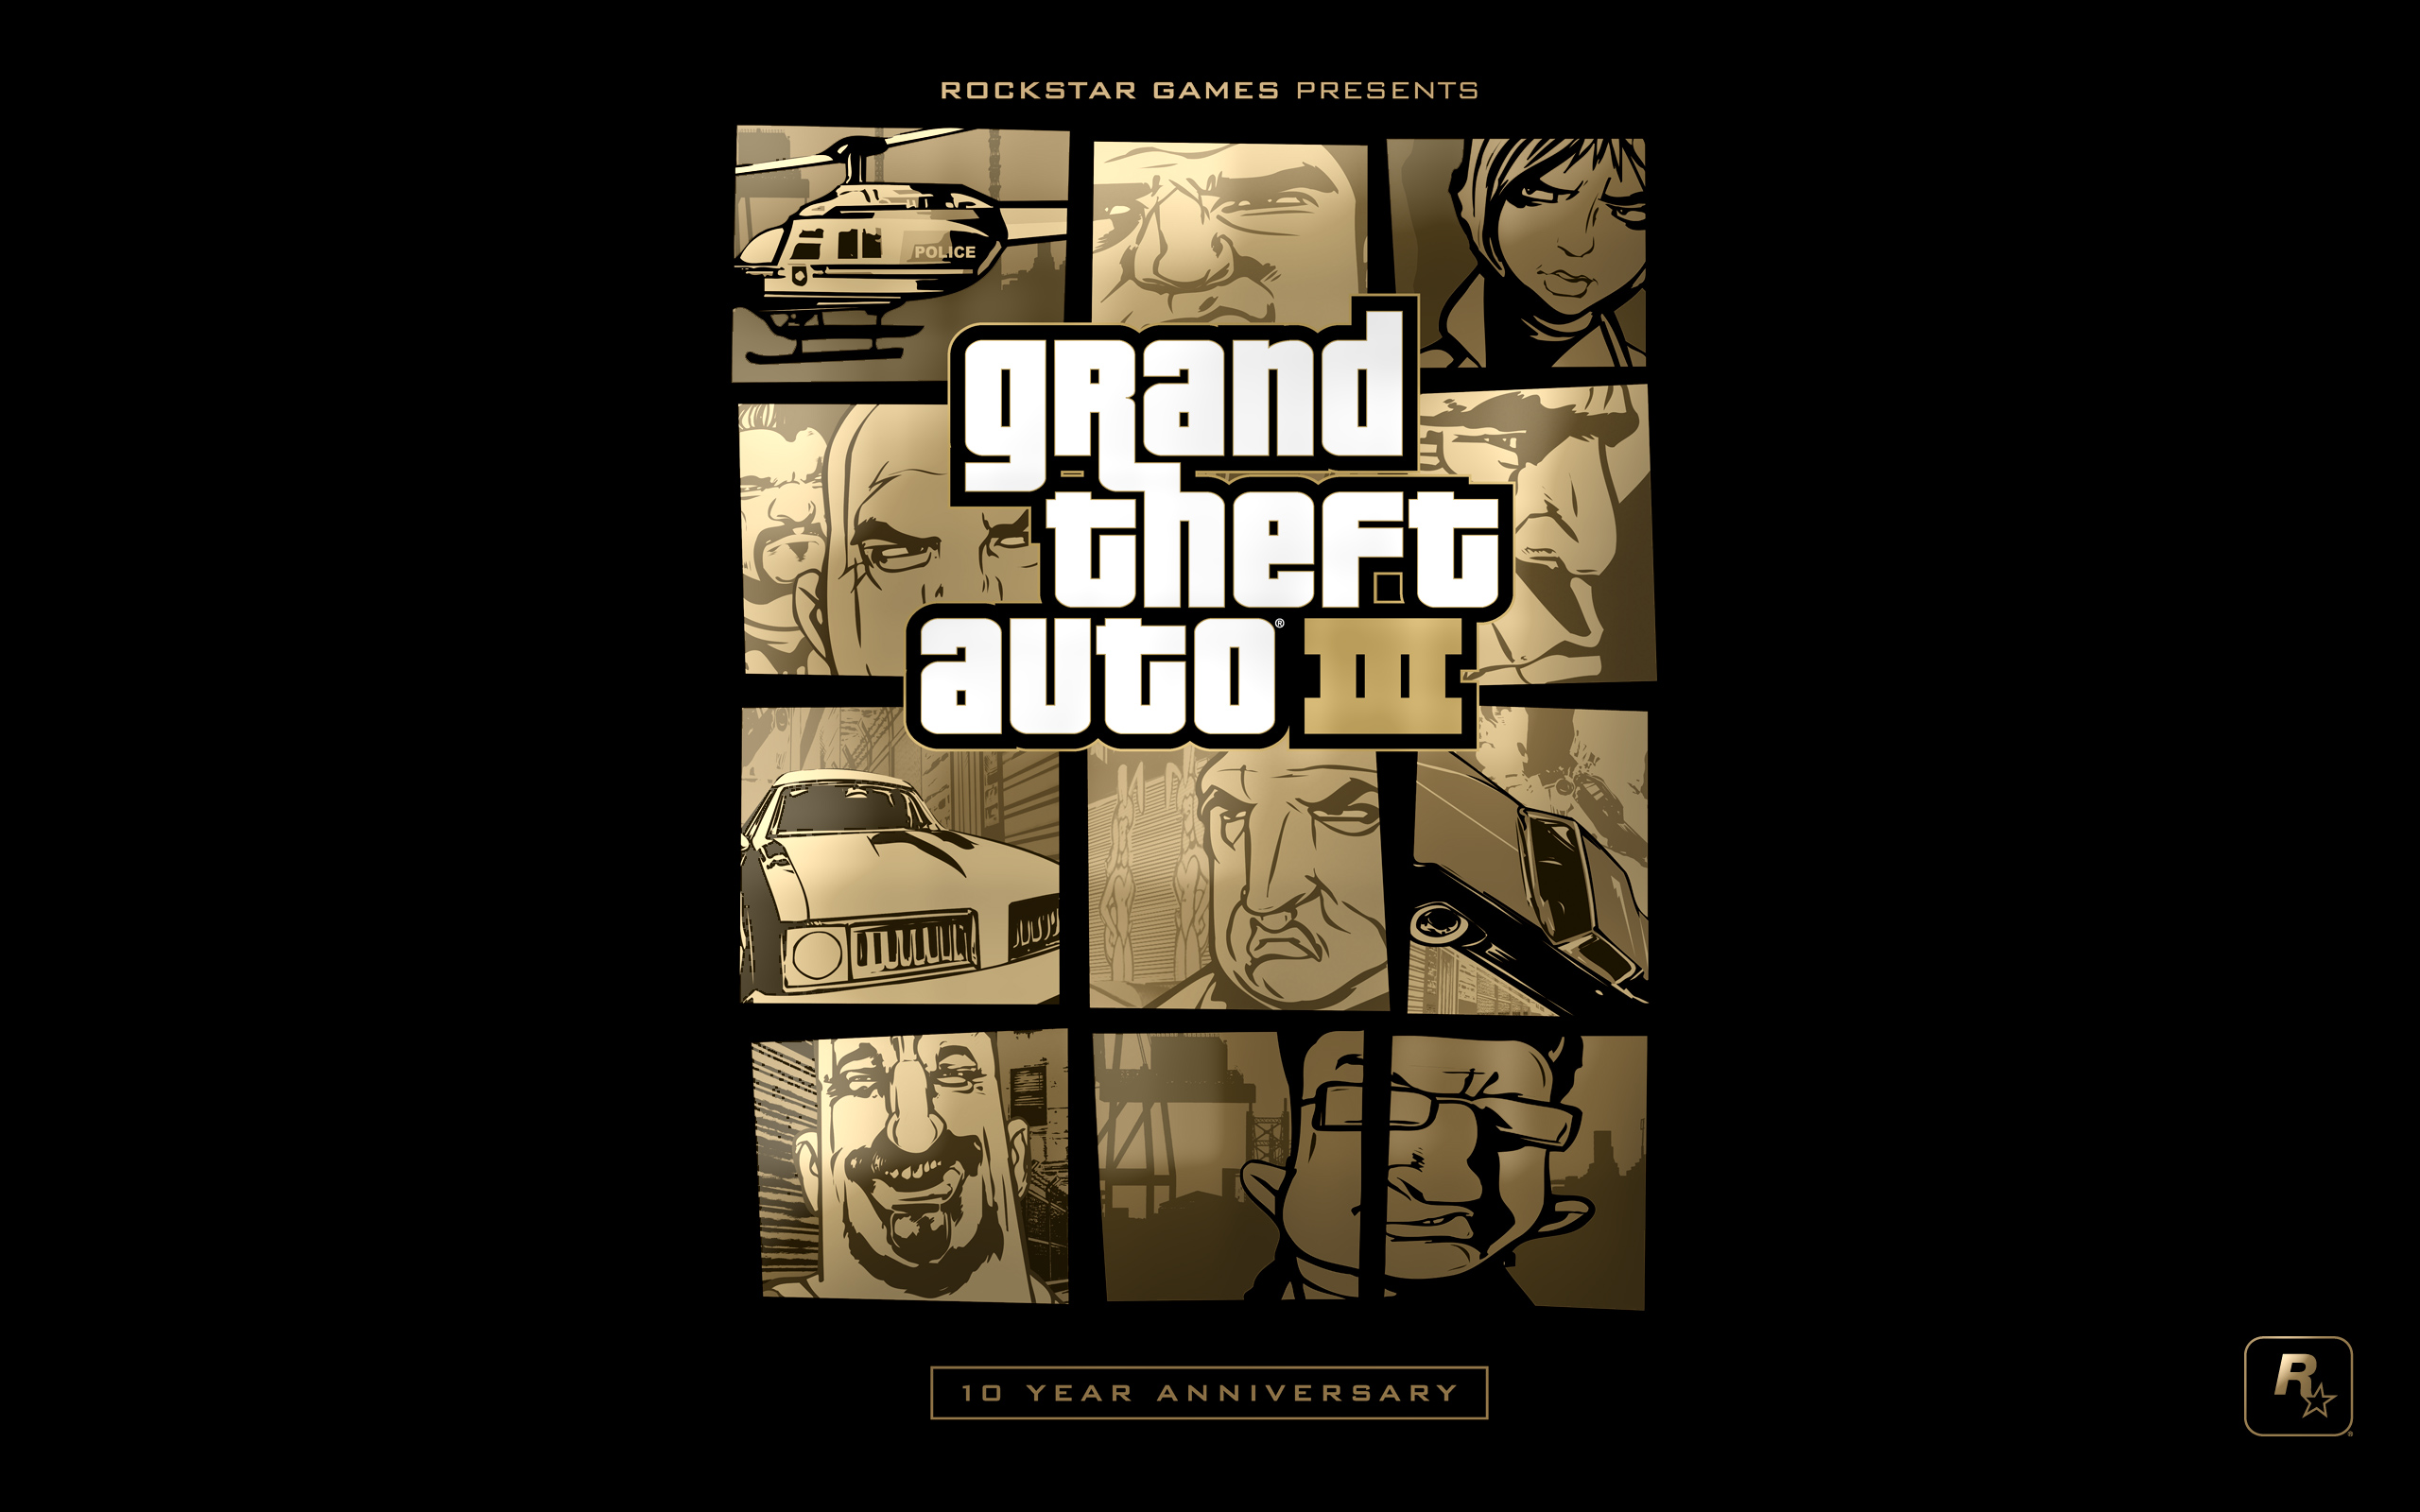 ROCKSTAR GAMES PRESENTS
POLICE
grand
theft
auto® III
10 YEAR ANNIVERSARY
R